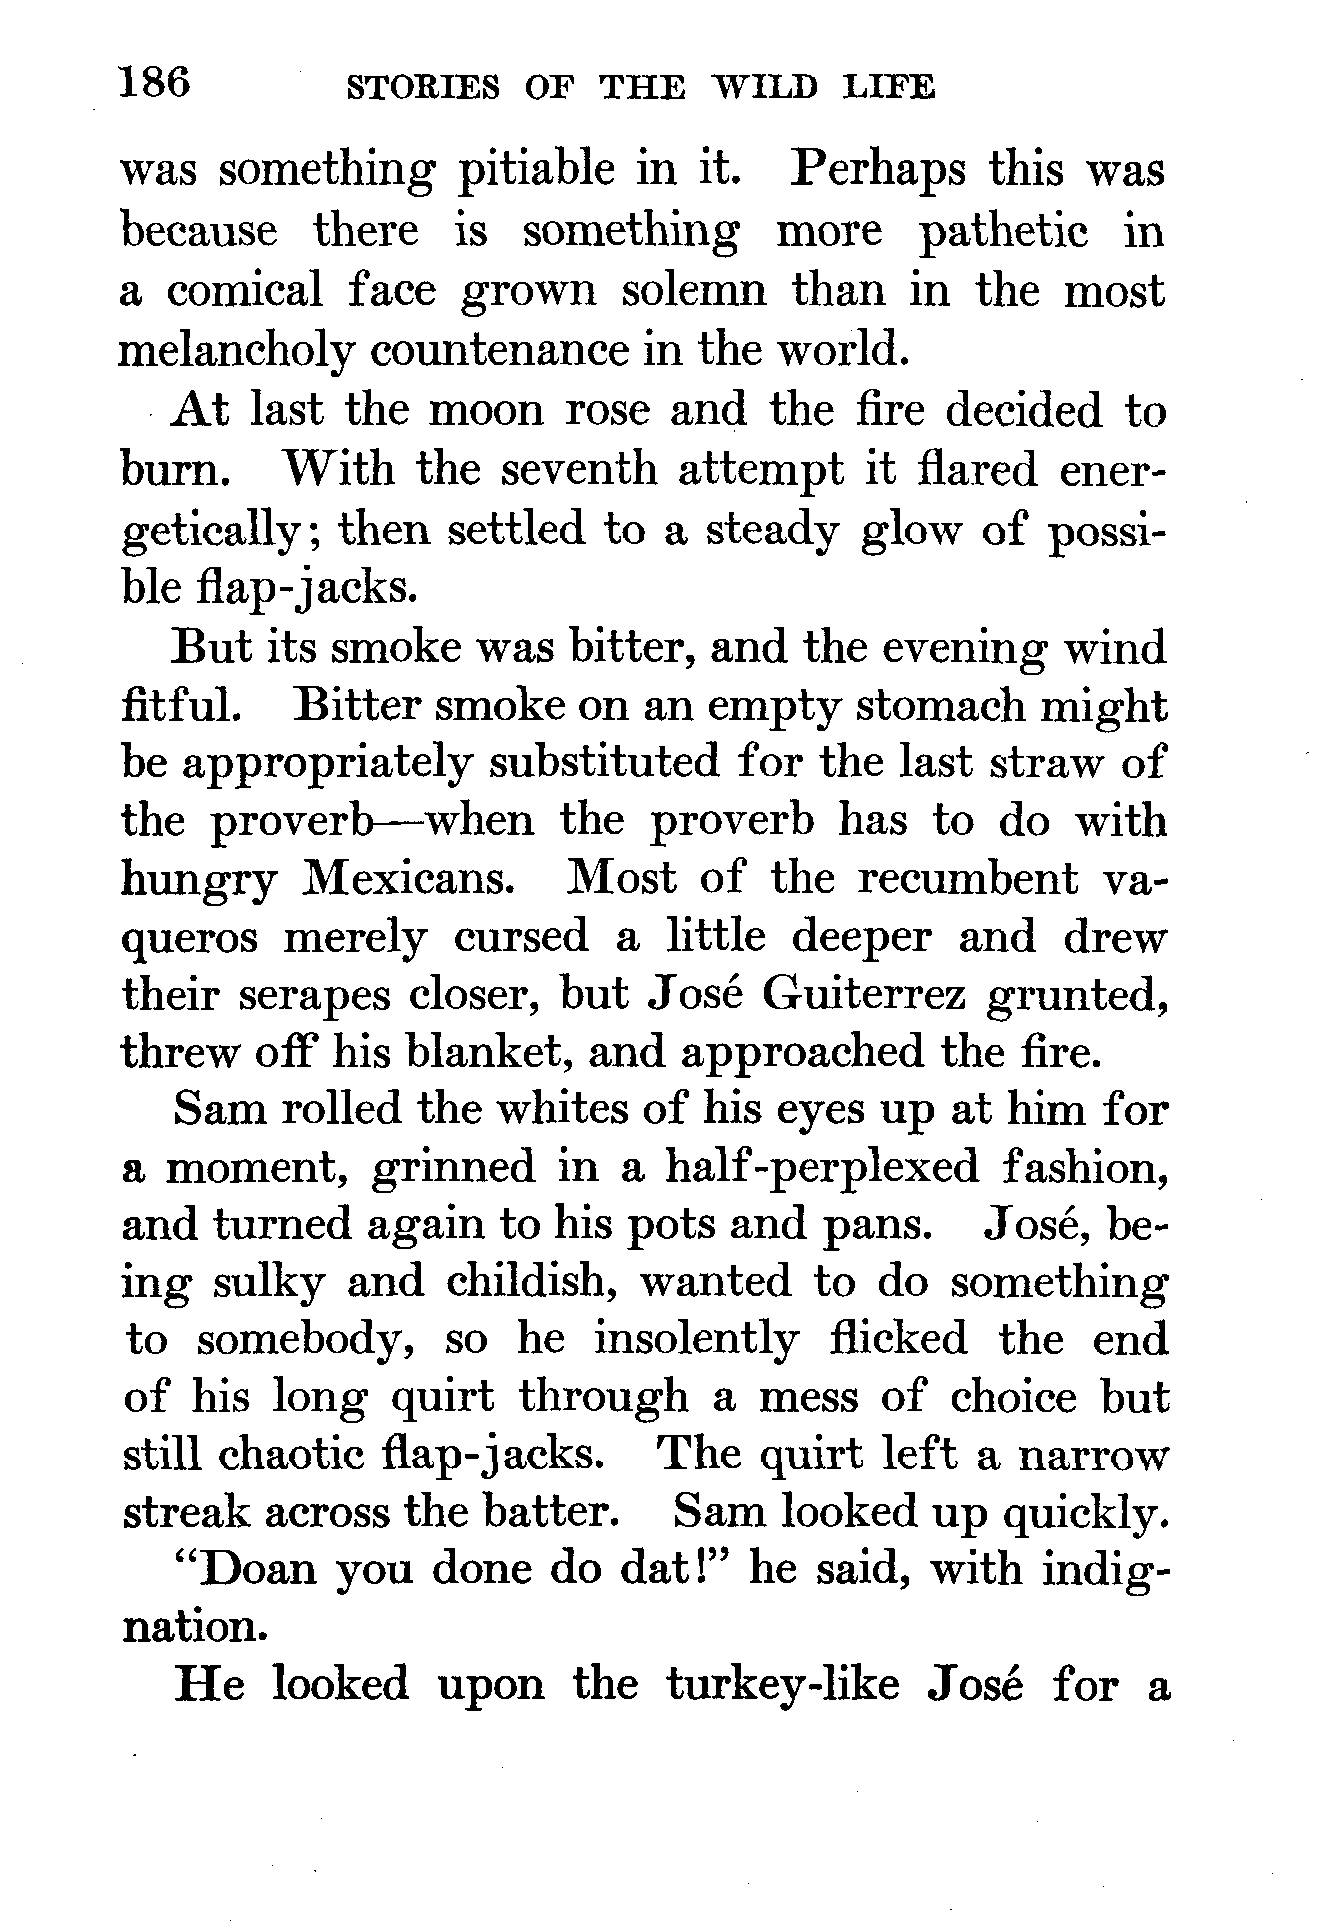 186 STORIES OF THE WILD LIFE
was something pitiable in it. Perhaps this was
because there is something more pathetic in
a comical face grown solemn than in the most
melancholy countenance in the world.
At last the moon rose and the fire decided to
burn. With the seventh attempt it flared ener-
getically; then settled to a steady glow of possi-
ble flap-jacks.
But its smoke was bitter, and the evening wind
fitful. Bitter smoke on an empty stomach might
be appropriately substituted for the last straw of
the proverb—when the proverb has to do with
hungry Mexicans. Most of the recumbent va-
queros merely cursed a little deeper and drew
their serapes closer, but José Guiterrez grunted,
threw off his blanket, and approached the fire.
Sam rolled the whites of his eyes up at him for
a moment, grinned in a half-perplexed fashion,
and turned again to his pots and pans. José, be-
ing sulky and childish, wanted to do something
to somebody, so he insolently flicked the end
of his long quirt through a mess of choice but
still chaotic flap-jacks. The quirt left a narrow
streak across the batter. Sam looked up quickly.
“Doan you done do dat!” he said, with indig-
nation.
He looked upon the turkey-like José for a